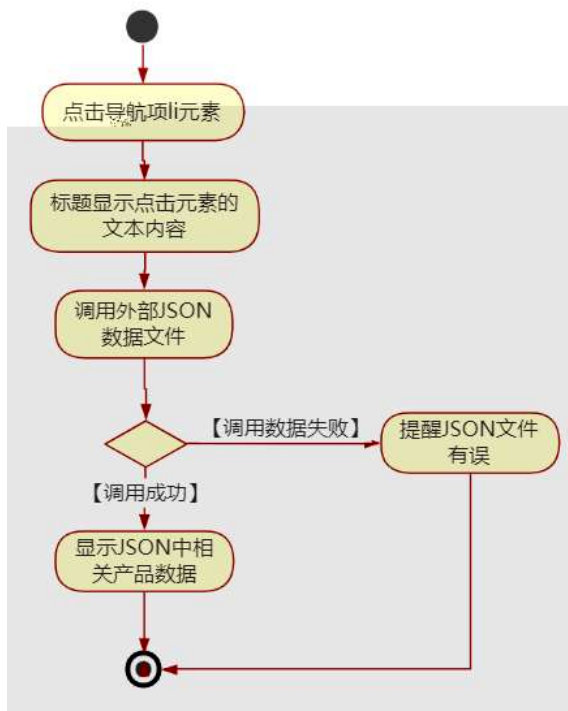 点击导航项li元素
标题显示点击元素的
文本内容
调用外部JSON
数据文件
【调用数据失败】
提醒JSON文件
有误
【调用成功】
显示JSON中相
关产品数据